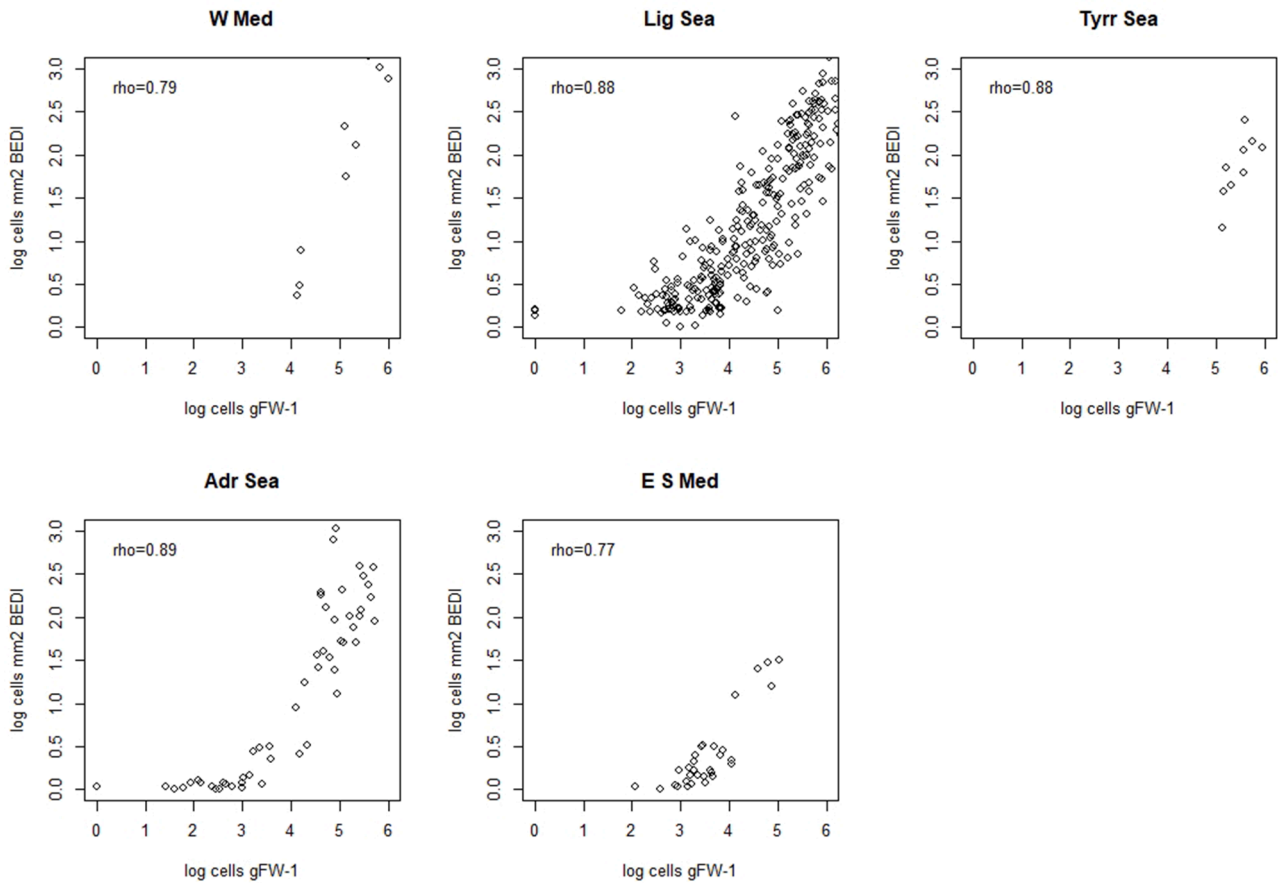 W Med
Lig Sea
Tyrr Sea
rho=0.79
rho=0.88
rho=0.88
log cells mm2 BEDI
0.0 0.5 1.0 1.5 2.0 2.5 3.0
log cells mm2 BEDI
0.0 0.5 1.0 1.5 2.0 2.5 3.0
log cells mm2 BEDI
0.0 0.5 1.0 1.5 2.0 2.5 3.0
0 1 2 3 4 5 6
0 1 2 3 4 5 6
0 1 2 3 4 5 6
log cells gFW-1
log cells gFW-1
log cells gFW-1
Adr Sea
E S Med
rho=0.89
rho=0.77
log cells mm2 BEDI
0.0 0.5 1.0 1.5 2.0 2.5 3.0
log cells mm2 BEDI
0.0 0.5 1.0 1.5 2.0 2.5 3.0
0 1 2 3 4 5 6
0 1 2 3 4 5 6
log cells gFW-1
log cells gFW-1